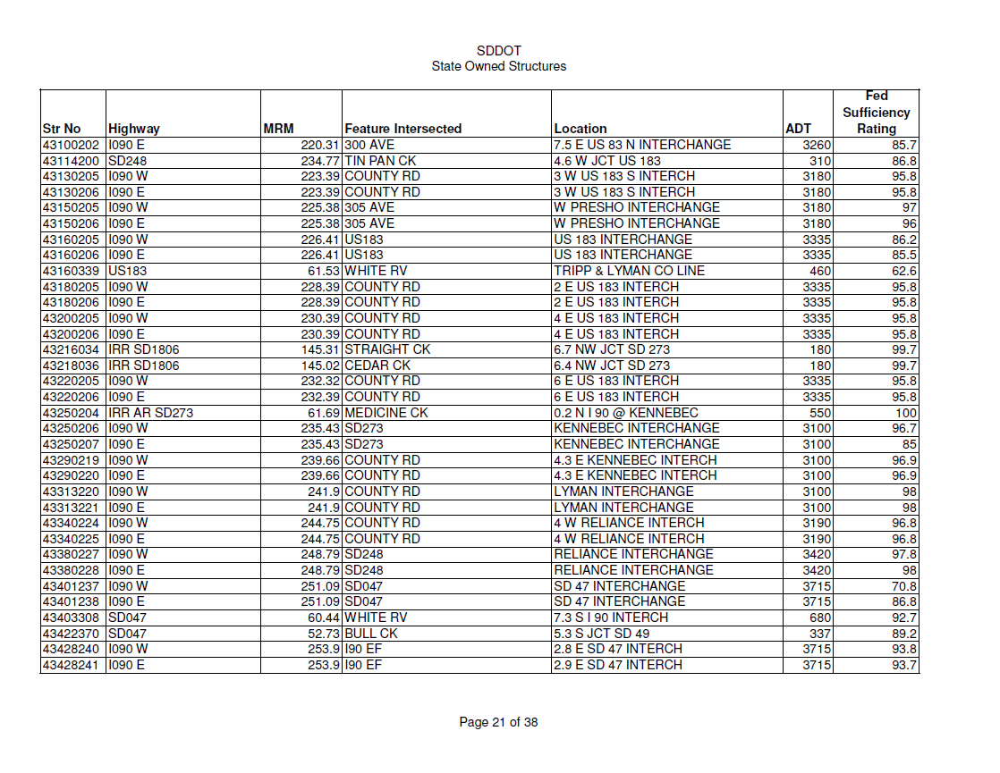 SDDOT
State Owned Structures
Str No Highway MRM Feature Intersected Location ADT Fed Sufficiency Rating
43100202 I090 E 220.31 300 AVE 7.5 E US 83 N INTERCHANGE 3260 85.7
43114200 SD248 234.77 TIN PAN CK 4.6 W JCT US 183 310 86.8
43130205 I090 W 223.39 COUNTY RD 3 W US 183 S INTERCH 3180 95.8
43130206 I090 E 223.39 COUNTY RD 3 W US 183 S INTERCH 3180 95.8
43150205 I090 W 225.38 305 AVE W PRESHO INTERCHANGE 3180 97
43150206 I090 E 225.38 305 AVE W PRESHO INTERCHANGE 3180 96
43160205 I090 W 226.41 US183 US 183 INTERCHANGE 3335 86.2
43160206 I090 E 226.41 US183 US 183 INTERCHANGE 3335 85.5
43160339 US183 61.53 WHITE RV TRIPP & LYMAN CO LINE 460 62.6
43180205 I090 W 228.39 COUNTY RD 2 E US 183 INTERCH 3335 95.8
43180206 I090 E 228.39 COUNTY RD 2 E US 183 INTERCH 3335 95.8
43200205 I090 W 230.39 COUNTY RD 4 E US 183 INTERCH 3335 95.8
43200206 I090 E 230.39 COUNTY RD 4 E US 183 INTERCH 3335 95.8
43216034 IRR SD1806 145.31 STRAIGHT CK 6.7 NW JCT SD 273 180 99.7
43218036 IRR SD1806 145.02 CEDAR CK 6.4 NW JCT SD 273 180 99.7
43220205 I090 W 232.32 COUNTY RD 6 E US 183 INTERCH 3335 95.8
43220206 I090 E 232.39 COUNTY RD 6 E US 183 INTERCH 3335 95.8
43250204 IRR AR SD273 61.69 MEDICINE CK 0.2 N I 90 @ KENNEBEC 550 100
43250206 I090 W 235.43 SD273 KENNEBEC INTERCHANGE 3100 96.7
43250207 I090 E 235.43 SD273 KENNEBEC INTERCHANGE 3100 85
43290219 I090 W 239.66 COUNTY RD 4.3 E KENNEBEC INTERCH 3100 96.9
43290220 I090 E 239.66 COUNTY RD 4.3 E KENNEBEC INTERCH 3100 96.9
43313220 I090 W 241.9 COUNTY RD LYMAN INTERCHANGE 3100 98
43313221 I090 E 241.9 COUNTY RD LYMAN INTERCHANGE 3100 98
43340224 I090 W 244.75 COUNTY RD 4 W RELIANCE INTERCH 3190 96.8
43340225 I090 E 244.75 COUNTY RD 4 W RELIANCE INTERCH 3190 96.8
43380227 I090 W 248.79 SD248 RELIANCE INTERCHANGE 3420 97.8
43380228 I090 E 248.79 SD248 RELIANCE INTERCHANGE 3420 98
43401237 I090 W 251.09 SD047 SD 47 INTERCHANGE 3715 70.8
43401238 I090 E 251.09 SD047 SD 47 INTERCHANGE 3715 86.8
43403308 SD047 60.44 WHITE RV 7.3 S I 90 INTERCH 680 92.7
43422370 SD047 52.73 BULL CK 5.3 S JCT SD 49 337 89.2
43428240 I090 W 253.9 I90 EF 2.8 E SD 47 INTERCH 3715 93.8
43428241 I090 E 253.9 I90 EF 2.9 E SD 47 INTERCH 3715 93.7
Page 21 of 38